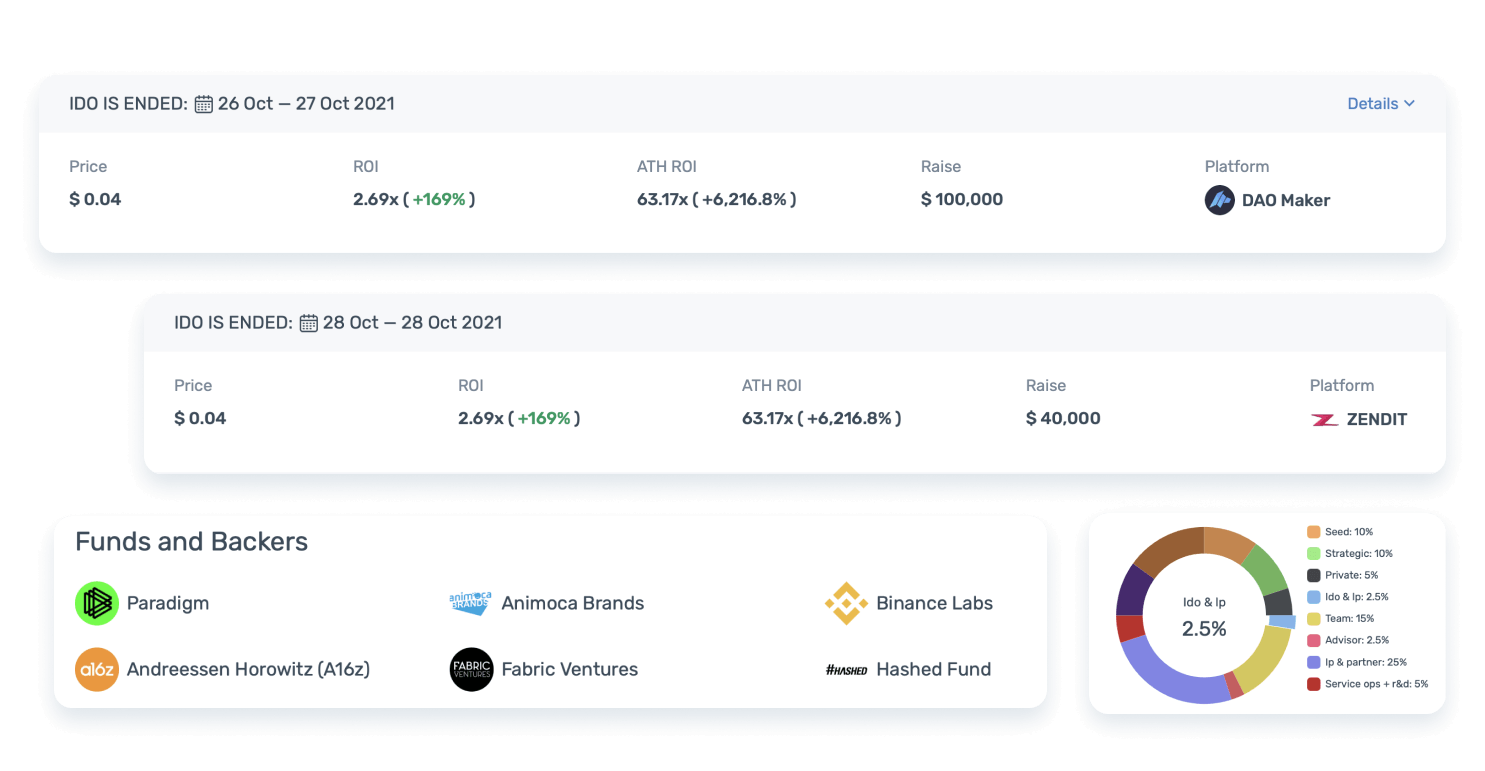 IDO IS ENDED: 26 Oct – 27 Oct 2021
Details
Price
ROI
ATH ROI
Raise
Platform
$ 0.04
2.69x ( +169% )
63.17x ( +6,216.8% )
$ 100,000
DAO Maker
IDO IS ENDED: 28 Oct – 28 Oct 2021
Price
ROI
ATH ROI
Raise
Platform
$ 0.04
2.69x ( +169% )
63.17x ( +6,216.8% )
$ 40,000
ZENDIT
Funds and Backers
Paradigm
animoca
BRANDS
Animoca Brands
Binance Labs
a16z
Andreessen Horowitz (A16z)
FABRIC
VENTURES
Fabric Ventures
#HASHED
Hashed Fund
Ido & lp
2.5%
Seed: 10%
Strategic: 10%
Private: 5%
Ido & lp: 2.5%
Team: 15%
Advisor: 2.5%
lp & partner: 25%
Service ops + r&d: 5%